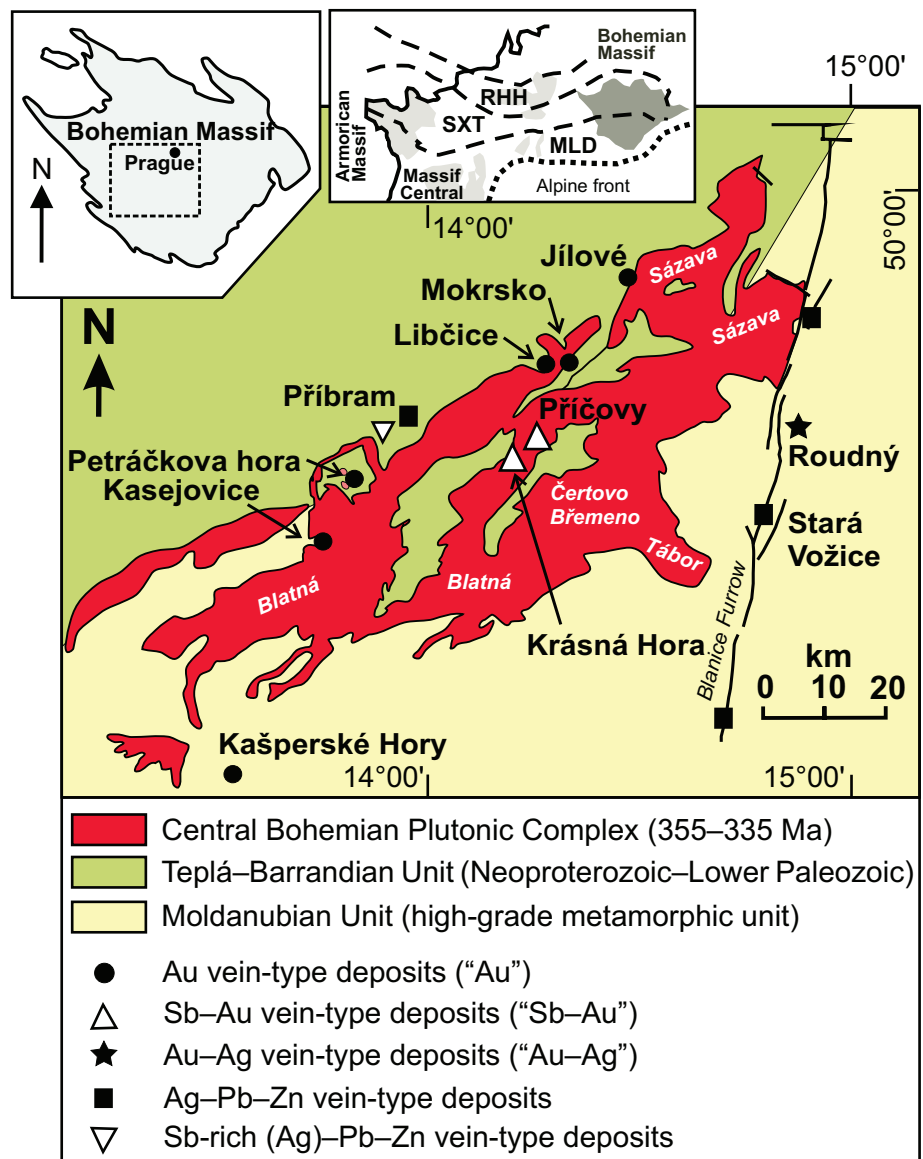 Bohemian Massif
Prague
N
Bohemian
Massif
RHH
SXT
MLD
Armorican
Massif
Massif
Central
Alpine front
15°00'
14°00'
50°00'
N
Jílové
Sázava
Mokrsko
Sázava
Libčice
Příbram
Příčovy
Petráčkova hora
Roudný
Kasejovice
Čertovo
Břemeno
Stará
Vožice
Tábor
Blatná
Blatná
Krásná Hora
Blanice Furrow
km
0 10 20
Kašperské Hory
14°00'
15°00'
Central Bohemian Plutonic Complex (355–335 Ma)
Teplá–Barrandian Unit (Neoproterozoic–Lower Paleozoic)
Moldanubian Unit (high-grade metamorphic unit)
Au vein-type deposits (“Au”)
Sb–Au vein-type deposits (“Sb–Au”)
Au–Ag vein-type deposits (“Au–Ag”)
Ag–Pb–Zn vein-type deposits
Sb-rich (Ag)–Pb–Zn vein-type deposits